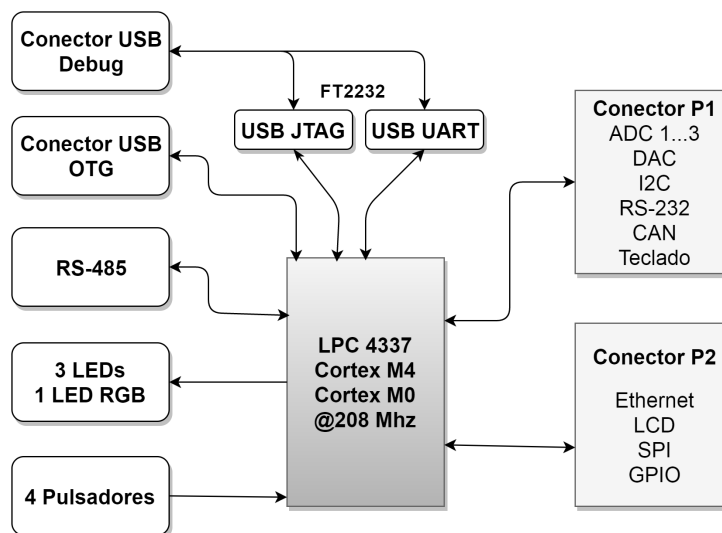 Conector USB
Debug
FT2232
USB JTAG
USB UART
Conector USB
OTG
RS-485
3 LEDs
1 LED RGB
4 Pulsadores
LPC 4337
Cortex M4
Cortex M0
@208 Mhz
Conector P1
ADC 1...3
DAC
I2C
RS-232
CAN
Teclado
Conector P2
Ethernet
LCD
SPI
GPIO